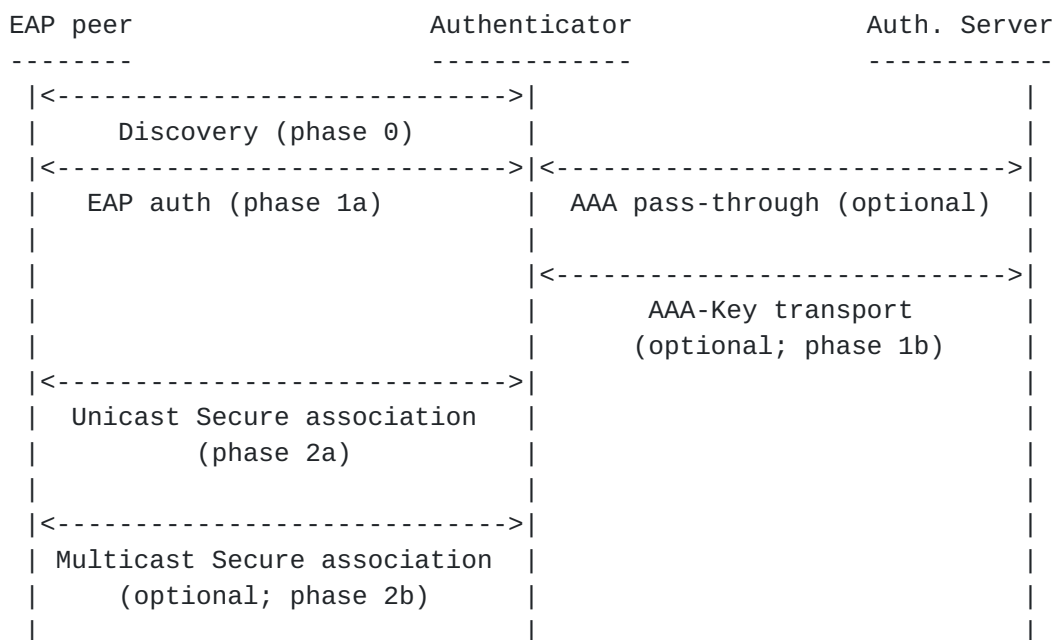 EAP peer                   Authenticator               Auth. Server
--------                   -------------               ------------
 |<----------------------------->|                               |
 |     Discovery (phase 0)       |                               |
 |<----------------------------->|<----------------------------->|
 |   EAP auth (phase 1a)         |  AAA pass-through (optional)  |
 |                               |                               |
 |                               |<----------------------------->|
 |                               |       AAA-Key transport       |
 |                               |      (optional; phase 1b)     |
 |<----------------------------->|                               |
 |  Unicast Secure association   |                               |
 |          (phase 2a)           |                               |
 |                               |                               |
 |<----------------------------->|                               |
 | Multicast Secure association  |                               |
 |     (optional; phase 2b)      |                               |
 |                               |                               |